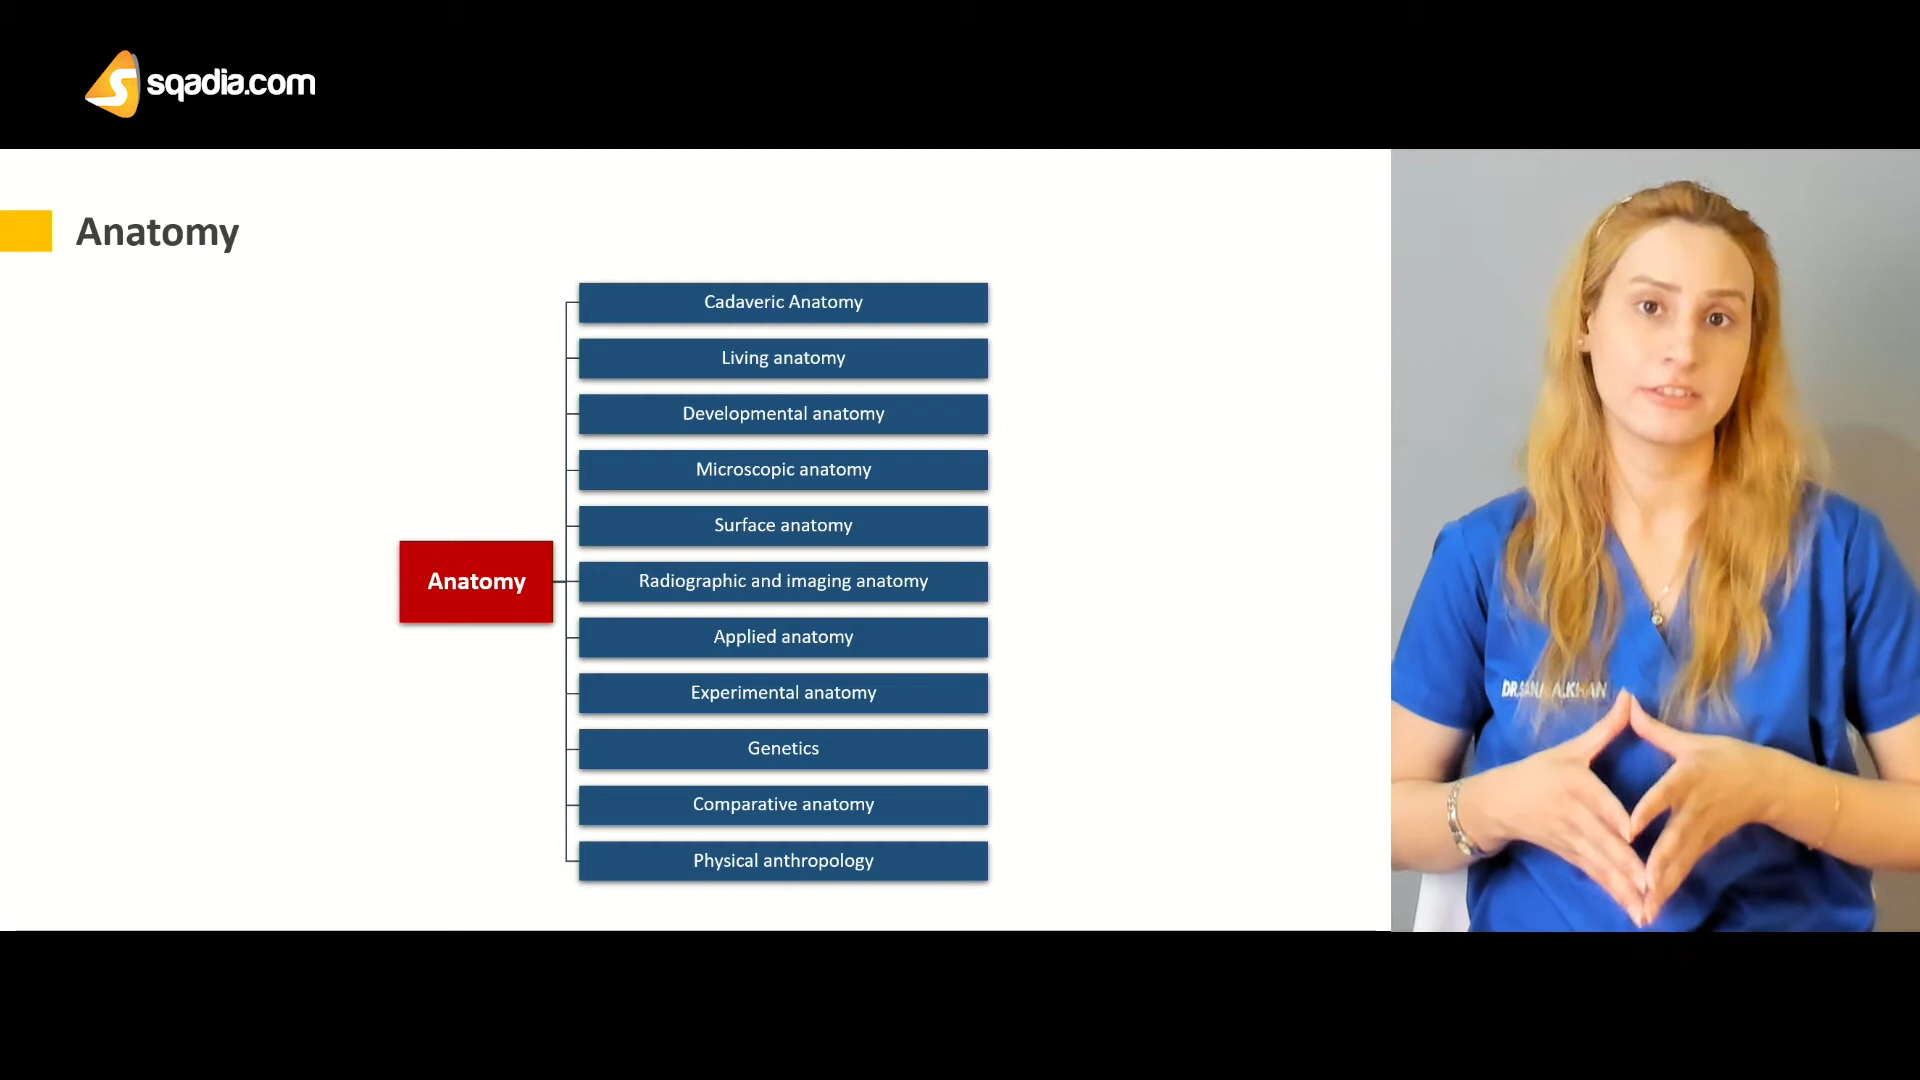 sqadia.com
Anatomy
Cadaveric Anatomy
Living anatomy
Developmental anatomy
Microscopic anatomy
Surface anatomy
Radiographic and imaging anatomy
Anatomy
Applied anatomy
Experimental anatomy
Genetics
Comparative anatomy
Physical anthropology